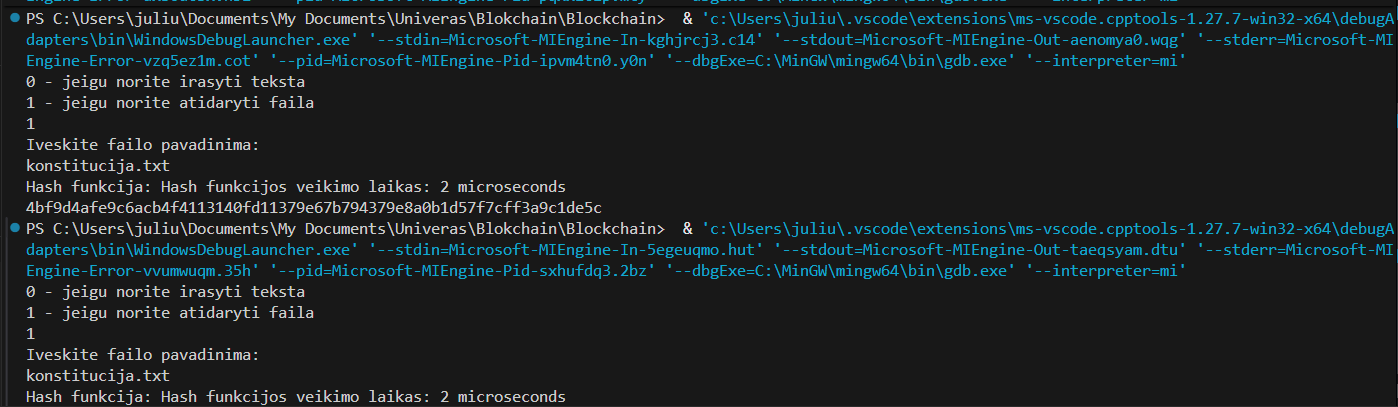 PS C:\Users\juliu\Documents\My Documents\Univeras\Blokchain\Blockchain>  & 'c:\Users\juliu\.vscode\extensions\ms-vscode.cpptools-1.27.7-win32-x64\debugA
dapters\bin\WindowsDebugLauncher.exe' '--stdin=Microsoft-MIEngine-In-kghjrcj3.c14' '--stdout=Microsoft-MIEngine-Out-aenomya0.wqg' '--stderr=Microsoft-MI
Engine-Error-vzq5ez1m.cot' '--pid=Microsoft-MIEngine-Pid-ipvm4tn0.y0n' '--dbgExe=C:\MinGW\mingw64\bin\gdb.exe' '--interpreter=mi'
0 - jeigu norite irasyti teksta
1 - jeigu norite atidaryti faila
1
Iveskite failo pavadinima:
konstitucija.txt
Hash funkcija: Hash funkcijos veikimo laikas: 2 microseconds
4bf9d4afe9c6acb4f4113140fd11379e67b794379e8a0b1d57f7cff3a9c1de5c
PS C:\Users\juliu\Documents\My Documents\Univeras\Blokchain\Blockchain>  & 'c:\Users\juliu\.vscode\extensions\ms-vscode.cpptools-1.27.7-win32-x64\debugA
dapters\bin\WindowsDebugLauncher.exe' '--stdin=Microsoft-MIEngine-In-5egeuqmo.hut' '--stdout=Microsoft-MIEngine-Out-taeqsyam.dtu' '--stderr=Microsoft-MI
Engine-Error-vvumwuqm.35h' '--pid=Microsoft-MIEngine-Pid-sxhufdq3.2bz' '--dbgExe=C:\MinGW\mingw64\bin\gdb.exe' '--interpreter=mi'
0 - jeigu norite irasyti teksta
1 - jeigu norite atidaryti faila
1
Iveskite failo pavadinima:
konstitucija.txt
Hash funkcija: Hash funkcijos veikimo laikas: 2 microseconds